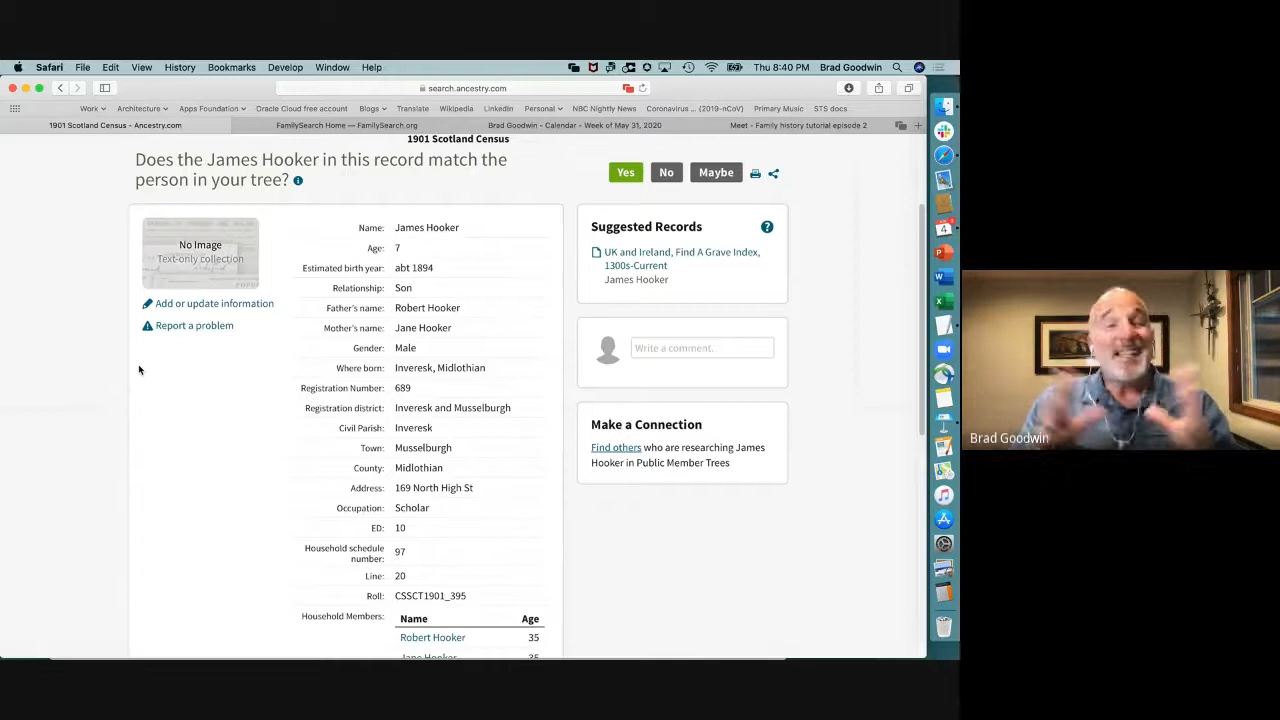 Safari File Edit View History Bookmarks Develop Window Help Thu 8:40 PM Brad Goodwin
search.ancestry.com
Work Architecture Apps Foundation Oracle Cloud free account Blogs Translate Wikipedia LinkedIn Personal NBC Nightly News Coronavirus ... (2019-nCoV) Primary Music STS docs
1901 Scotland Census - Ancestry.com FamilySearch Home — FamilySearch.org Brad Goodwin - Calendar - Week of May 31, 2020 Meet - Family history tutorial episode 2
1901 Scotland Census
Does the James Hooker in this record match the
person in your tree?
Yes No Maybe
No Image
Text-only collection
Add or update information
Report a problem
Name: James Hooker
Age: 7
Estimated birth year: abt 1894
Relationship: Son
Father's name: Robert Hooker
Mother's name: Jane Hooker
Gender: Male
Where born: Inveresk, Midlothian
Registration Number: 689
Registration district: Inveresk and Musselburgh
Civil Parish: Inveresk
Town: Musselburgh
County: Midlothian
Address: 169 North High St
Occupation: Scholar
ED: 10
Household schedule
number: 97
Line: 20
Roll: CSSCT1901_395
Household Members: Name Age
Robert Hooker 35
Jane Hooker 35
Suggested Records
UK and Ireland, Find A Grave Index,
1300s-Current
James Hooker
Write a comment.
Make a Connection
Find others who are researching James
Hooker in Public Member Trees
Brad Goodwin